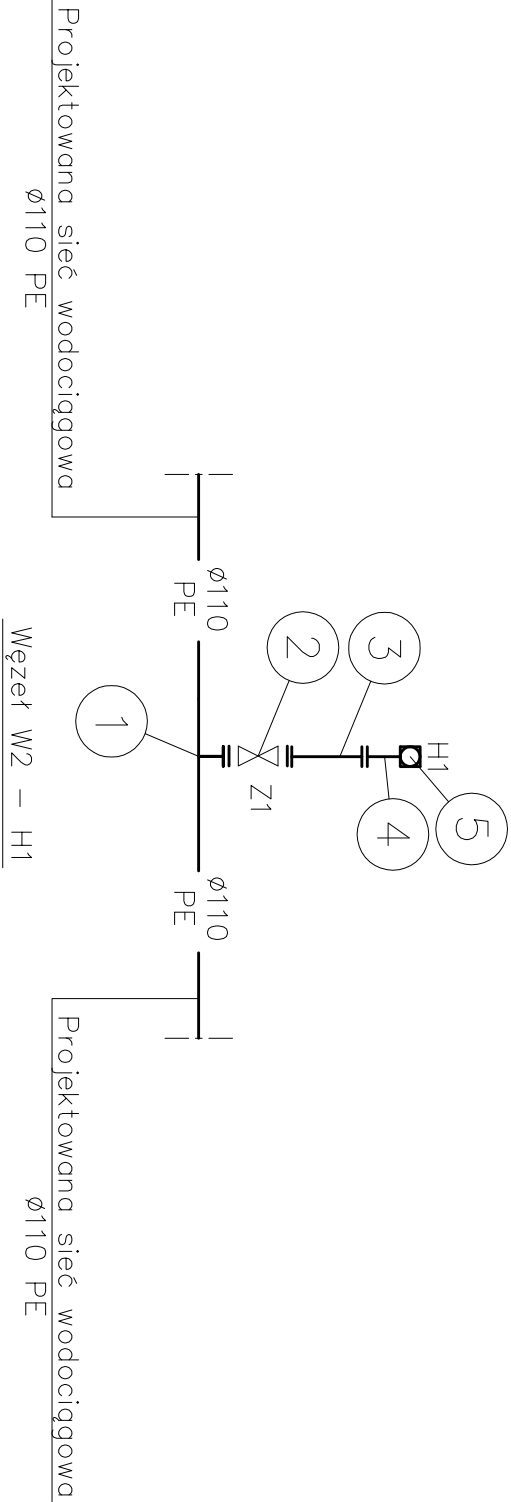 5
H1
3
4
2
Z1
Ø110
PE
Ø110
PE
1
Projektowana sieć wodociągowa
Ø110 PE
Projektowana sieć wodociągowa
Ø110 PE
Węzeł W2 – H1